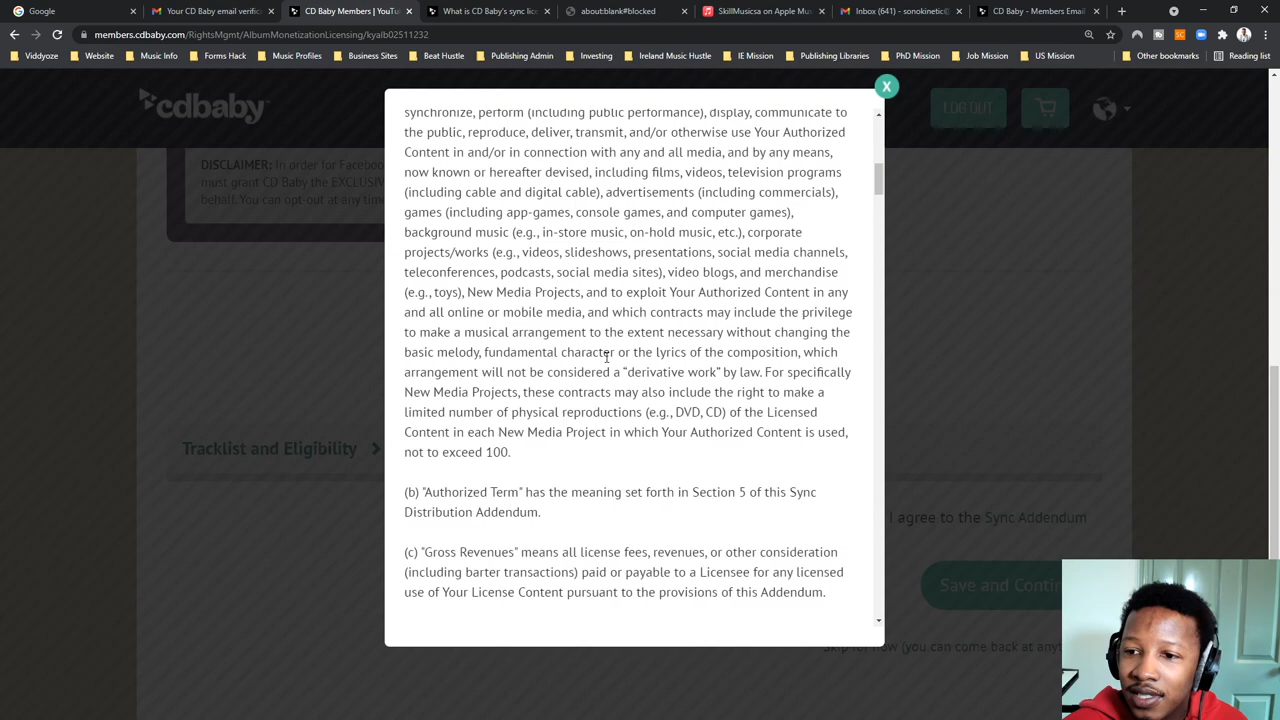 Google
Your CD Baby email verific
CD Baby Members | YouTub
What is CD Baby's sync lic
about:blank#blocked
SkillMusicsa on Apple Mu
Inbox (641) - sonokinetic@
CD Baby - Members Email
members.cdbaby.com/RightsMgmt/AlbumMonetizationLicensing/kyalb02511232
Viddyoze
Website
Music Info
Music Profiles
Business Sites
Beat Hustle
Publishing Admin
Investing
Ireland Music Hustle
IE Mission
Publishing Libraries
PhD Mission
Job Mission
US Mission
Other bookmarks
Reading list
cdbaby
LOG OUT
X
DISCLAIMER: In order for Facebook
must grant CD Baby the EXCLUSIVE
behalf. You can opt-out at any time
synchronize, perform (including public performance), display, communicate to
the public, reproduce, deliver, transmit, and/or otherwise use Your Authorized
Content in and/or in connection with any and all media, and by any means,
now known or hereafter devised, including films, videos, television programs
(including cable and digital cable), advertisements (including commercials),
games (including app-games, console games, and computer games),
background music (e.g., in-store music, on-hold music, etc.), corporate
projects/works (e.g., videos, slideshows, presentations, social media channels,
teleconferences, podcasts, social media sites), video blogs, and merchandise
(e.g., toys), New Media Projects, and to exploit Your Authorized Content in any
and all online or mobile media, and which contracts may include the privilege
to make a musical arrangement to the extent necessary without changing the
basic melody, fundamental character or the lyrics of the composition, which
arrangement will not be considered a “derivative work” by law. For specifically
New Media Projects, these contracts may also include the right to make a
limited number of physical reproductions (e.g., DVD, CD) of the Licensed
Content in each New Media Project in which Your Authorized Content is used,
not to exceed 100.
(b) "Authorized Term" has the meaning set forth in Section 5 of this Sync
Distribution Addendum.
(c) "Gross Revenues" means all license fees, revenues, or other consideration
(including barter transactions) paid or payable to a Licensee for any licensed
use of Your License Content pursuant to the provisions of this Addendum.
Tracklist and Eligibility
I agree to the Sync Addendum
Save and Contin
Skip for now (you can come back at anyt